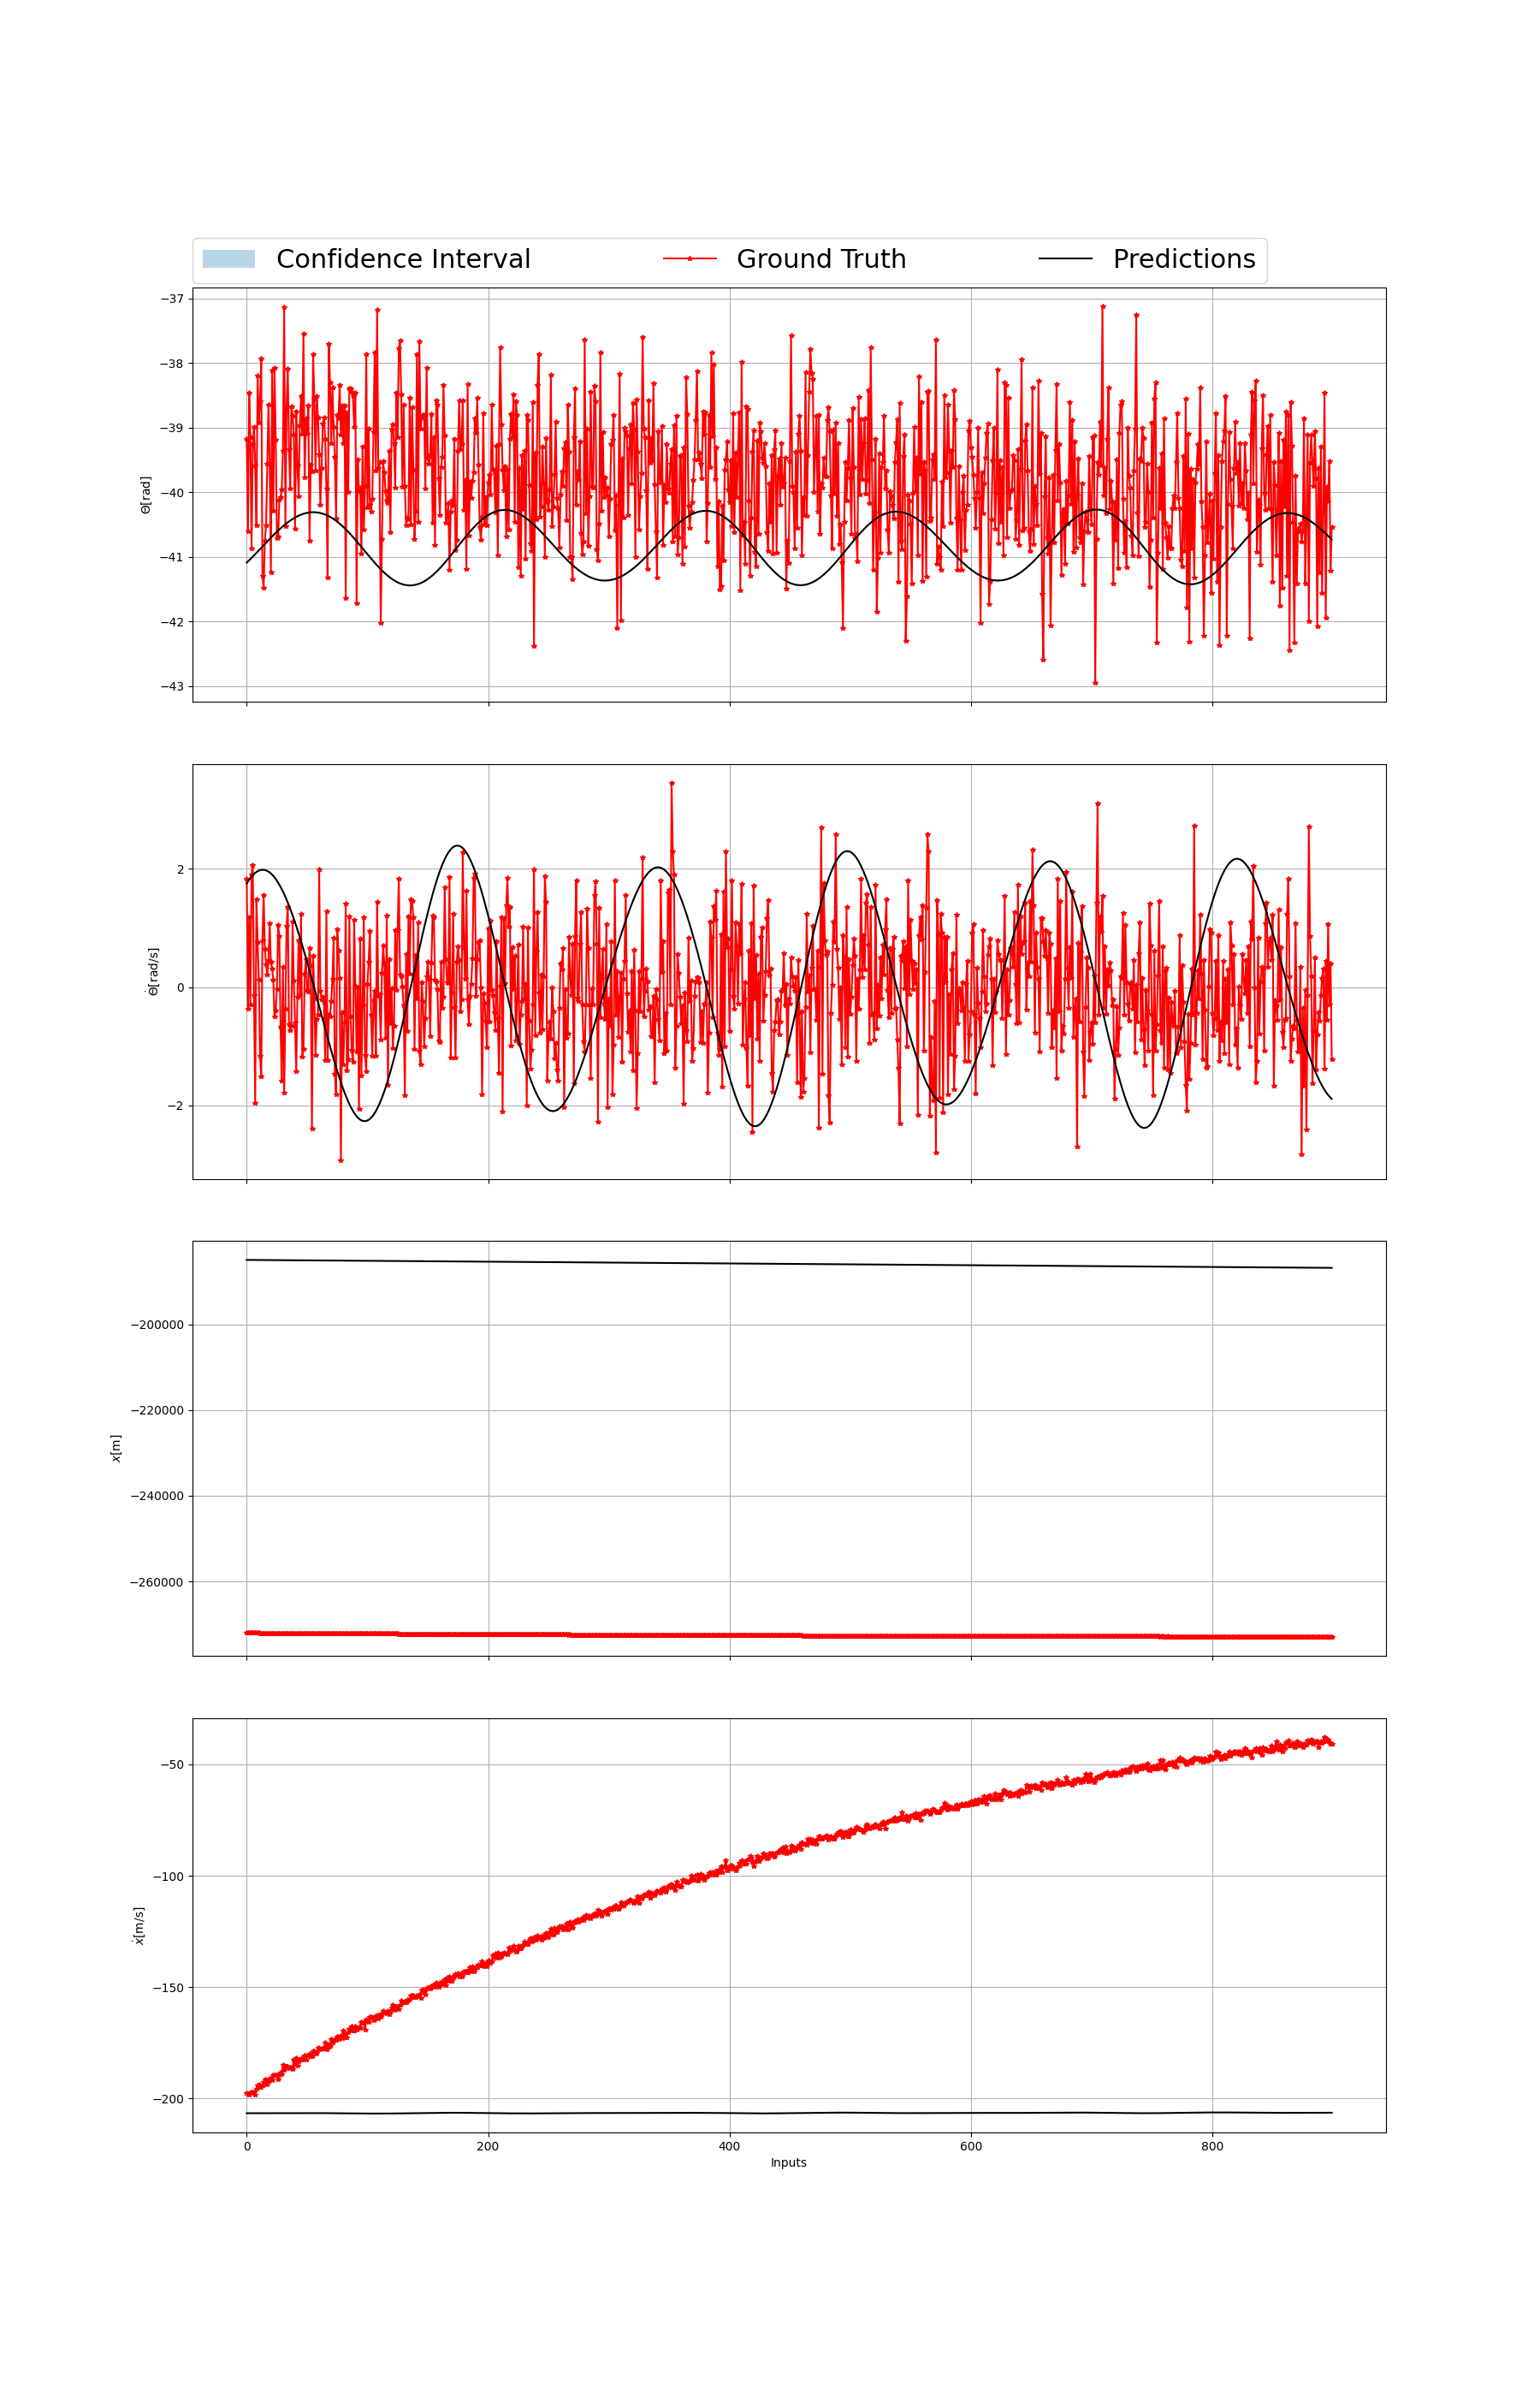 Confidence Interval Ground Truth Predictions
−37
−38
−39
−40
−41
−42
−43
Θ[rad]
2
0
−2
Θ̇[rad/s]
−200000
−220000
−240000
−260000
x[m]
−50
−100
−150
−200
ẋ[m/s]
0 200 400 600 800
Inputs